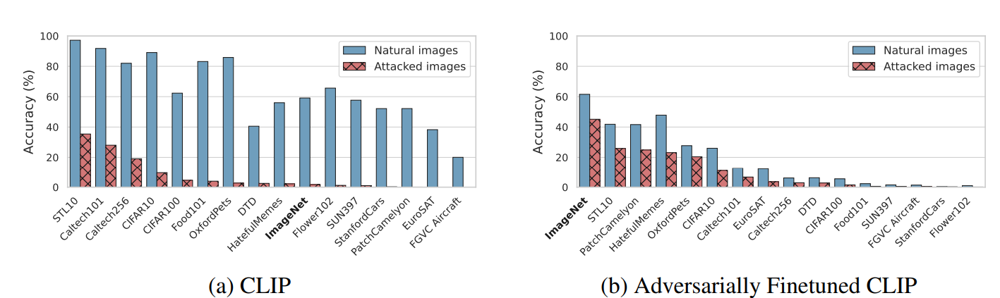 100
80
60
40
20
0
Accuracy (%)
Natural images
Attacked images
STL10
Caltech101
Caltech256
CIFAR10
CIFAR100
Food101
OxfordPets
DTD
HatefulMemes
ImageNet
Flower102
SUN397
StanfordCars
PatchCamelyon
EuroSAT
FGVC Aircraft
(a) CLIP
100
80
60
40
20
0
Accuracy (%)
Natural images
Attacked images
ImageNet
STL10
PatchCamelyon
HatefulMemes
OxfordPets
CIFAR10
Caltech101
EuroSAT
Caltech256
DTD
CIFAR100
Food101
SUN397
FGVC Aircraft
StanfordCars
Flower102
(b) Adversarially Finetuned CLIP